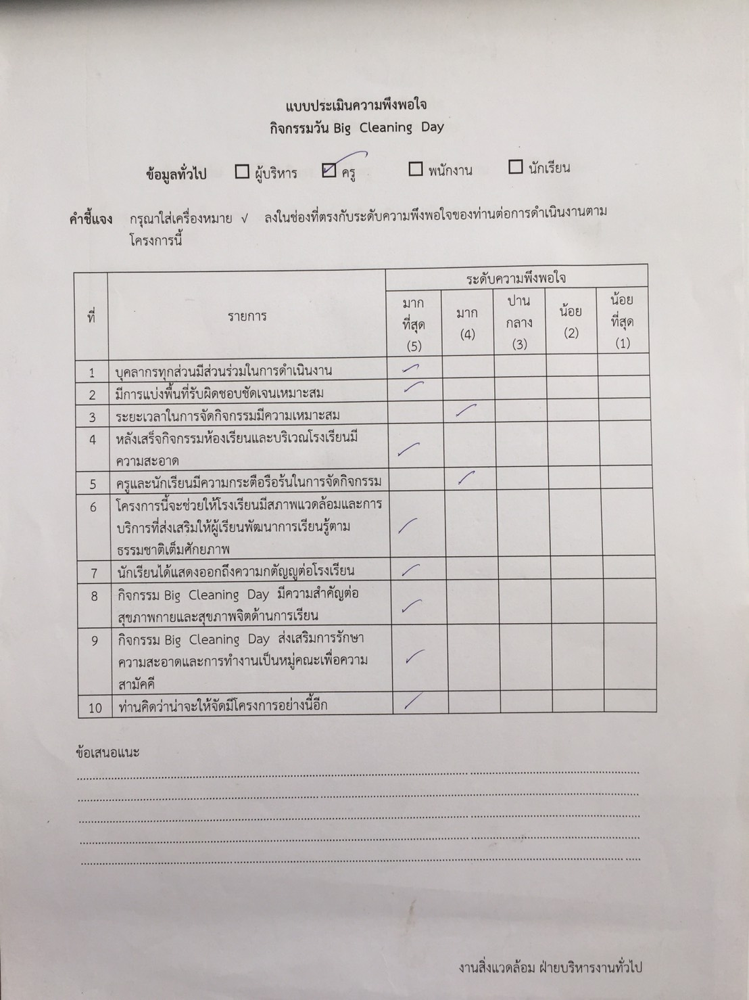 แบบประเมินความพึงพอใจ
กิจกรรมวัน Big Cleaning Day
ข้อมูลทั่วไป ☐ ผู้บริหาร ☑ ครู ☐ พนักงาน ☐ นักเรียน
คำชี้แจง กรุณาใส่เครื่องหมาย √ ลงในช่องที่ตรงกับระดับความพึงพอใจของท่านต่อการดำเนินงานตาม
โครงการนี้
ที่ รายการ ระดับความพึงพอใจ
มาก
ที่สุด
(5)
มาก
(4)
ปาน
กลาง
(3)
น้อย
(2)
น้อย
ที่สุด
(1)
1 บุคลากรทุกส่วนมีส่วนร่วมในการดำเนินงาน ✓
2 มีการแบ่งพื้นที่รับผิดชอบชัดเจนเหมาะสม ✓
3 ระยะเวลาในการจัดกิจกรรมมีความเหมาะสม ✓
4 หลังเสร็จกิจกรรมห้องเรียนและบริเวณโรงเรียนมี
ความสะอาด ✓
5 ครูและนักเรียนมีความกระตือรือร้นในการจัดกิจกรรม ✓
6 โครงการนี้จะช่วยให้โรงเรียนมีสภาพแวดล้อมและการ
บริการที่ส่งเสริมให้ผู้เรียนพัฒนาการเรียนรู้ตาม ✓
ธรรมชาติเต็มศักยภาพ
7 นักเรียนได้แสดงออกถึงความกตัญญูต่อโรงเรียน ✓
8 กิจกรรม Big Cleaning Day มีความสำคัญต่อ
สุขภาพกายและสุขภาพจิตด้านการเรียน ✓
9 กิจกรรม Big Cleaning Day ส่งเสริมการรักษา
ความสะอาดและการทำงานเป็นหมู่คณะเพื่อความ ✓
สามัคคี
10 ท่านคิดว่าน่าจะให้จัดมีโครงการอย่างนี้อีก ✓
ข้อเสนอแนะ
งานสิ่งแวดล้อม ฝ่ายบริหารงานทั่วไป